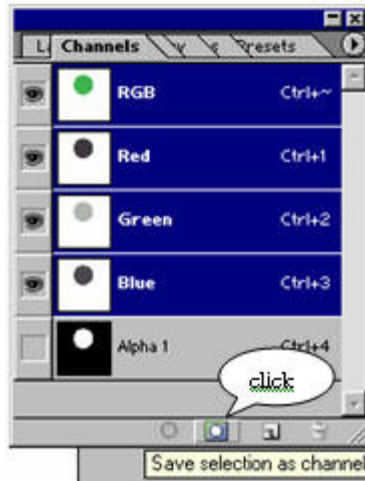 Channels
Presets
RGB Ctrl+~
Red Ctrl+1
Green Ctrl+2
Blue Ctrl+3
Alpha 1 Ctrl+4
click
Save selection as channel